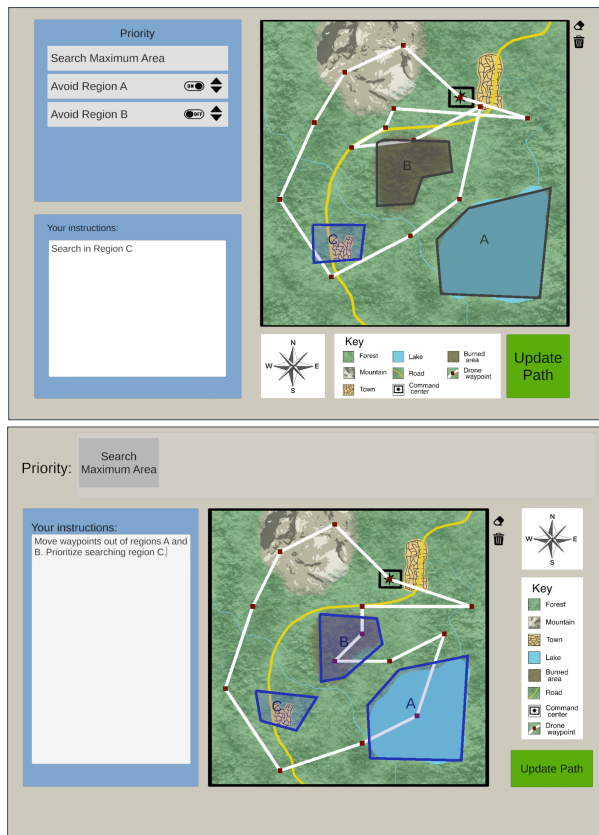 Priority
Search Maximum Area
Avoid Region A
ON
Avoid Region B
OFF
Your instructions:
Search in Region C
B
A
C
N
W
E
S
Key
Forest
Lake
Burned
area
Mountain
Road
Drone
waypoint
Town
Command
center
Update
Path
Priority:
Search
Maximum Area
Your instructions:
Move waypoints out of regions A and
B. Prioritize searching region C.
B
A
C
N
W
E
S
Key
Forest
Mountain
Town
Lake
Burned
area
Road
Command
center
Drone
waypoint
Update Path